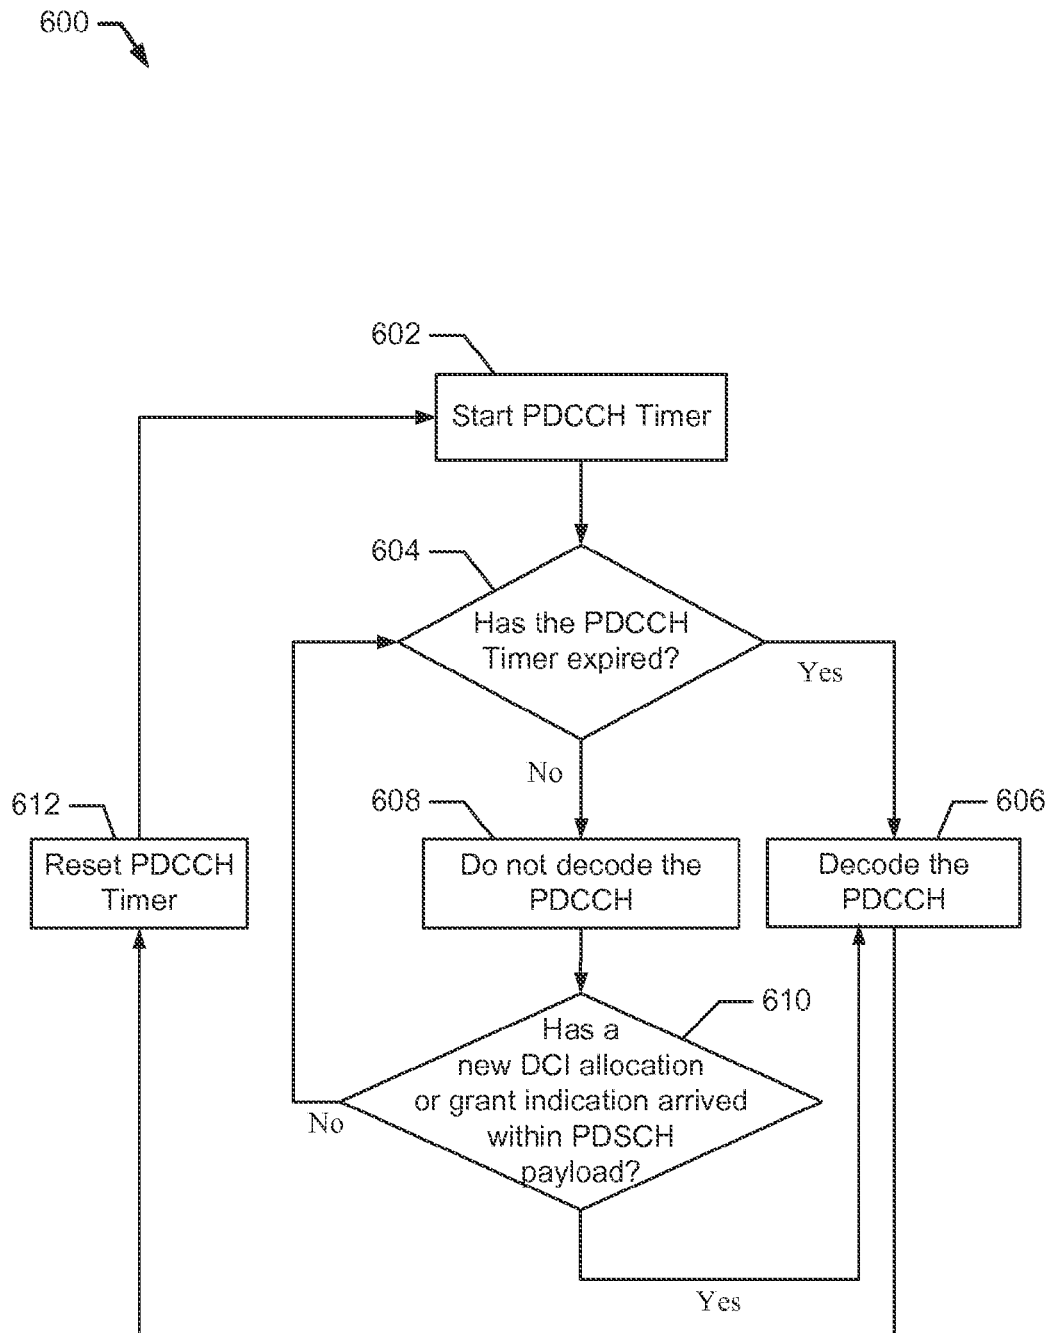 600
602
Start PDCCH Timer
604
Has the PDCCH
Timer expired?
Yes
No
612
Reset PDCCH
Timer
608
Do not decode the
PDCCH
606
Decode the
PDCCH
610
Has a
new DCI allocation
or grant indication arrived
within PDSCH
payload?
No
Yes